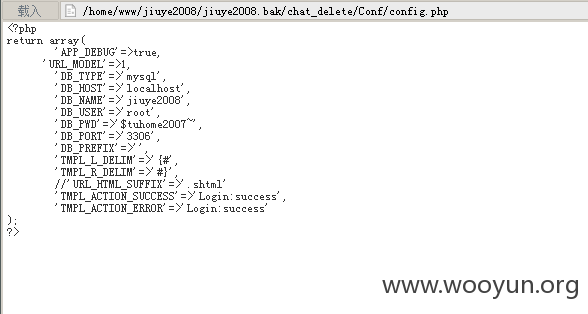 载入 /home/www/jiuye2008/jiuye2008.bak/chat_delete/Conf/config.php
<?php
return array(
'APP_DEBUG'=>true,
'URL_MODEL'=>1,
'DB_TYPE'=>'mysql',
'DB_HOST'=>'localhost',
'DB_NAME'=>'jiuye2008',
'DB_USER'=>'root',
'DB_PWD'=>'$tuhome2007~',
'DB_PORT'=>'3306',
'DB_PREFIX'=>'',
'TMPL_L_DELIM'=>'{#',
'TMPL_R_DELIM'=>'#}',
//'URL_HTML_SUFFIX'=>'.shtml'
'TMPL_ACTION_SUCCESS'=>'Login:success',
'TMPL_ACTION_ERROR'=>'Login:success'
);
?>
www.wooyun.org